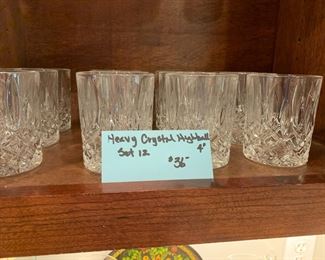 Heavy Crystal Highball
Set 12 4"
$36-